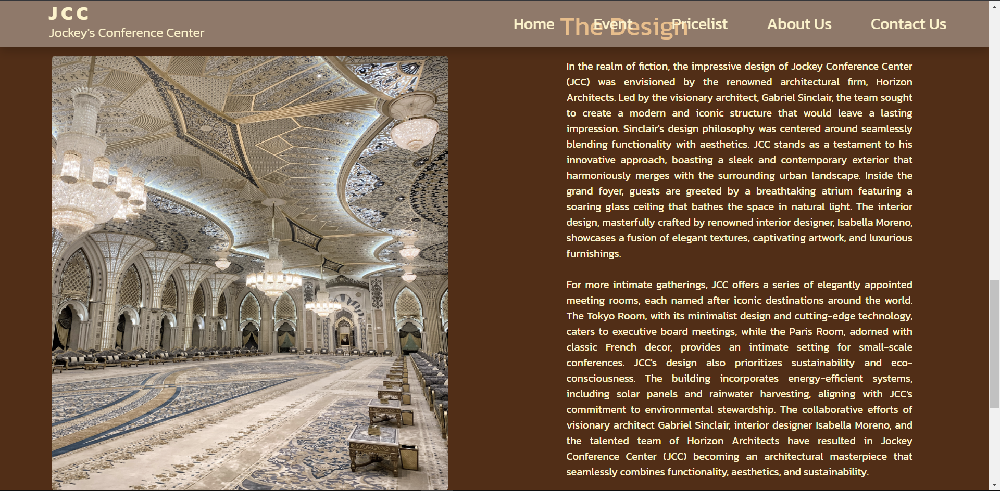 JCC
Jockey's Conference Center
Home
Event
Pricelist
About Us
Contact Us
The Design
In the realm of fiction, the impressive design of Jockey Conference Center
(JCC) was envisioned by the renowned architectural firm, Horizon
Architects. Led by the visionary architect, Gabriel Sinclair, the team sought
to create a modern and iconic structure that would leave a lasting
impression. Sinclair's design philosophy was centered around seamlessly
blending functionality with aesthetics. JCC stands as a testament to his
innovative approach, boasting a sleek and contemporary exterior that
harmoniously merges with the surrounding urban landscape. Inside the
grand foyer, guests are greeted by a breathtaking atrium featuring a
soaring glass ceiling that bathes the space in natural light. The interior
design, masterfully crafted by renowned interior designer, Isabella Moreno,
showcases a fusion of elegant textures, captivating artwork, and luxurious
furnishings.
For more intimate gatherings, JCC offers a series of elegantly appointed
meeting rooms, each named after iconic destinations around the world.
The Tokyo Room, with its minimalist design and cutting-edge technology,
caters to executive board meetings, while the Paris Room, adorned with
classic French decor, provides an intimate setting for small-scale
conferences. JCC's design also prioritizes sustainability and eco-
consciousness. The building incorporates energy-efficient systems,
including solar panels and rainwater harvesting, aligning with JCC's
commitment to environmental stewardship. The collaborative efforts of
visionary architect Gabriel Sinclair, interior designer Isabella Moreno, and
the talented team of Horizon Architects have resulted in Jockey
Conference Center (JCC) becoming an architectural masterpiece that
seamlessly combines functionality, aesthetics, and sustainability.